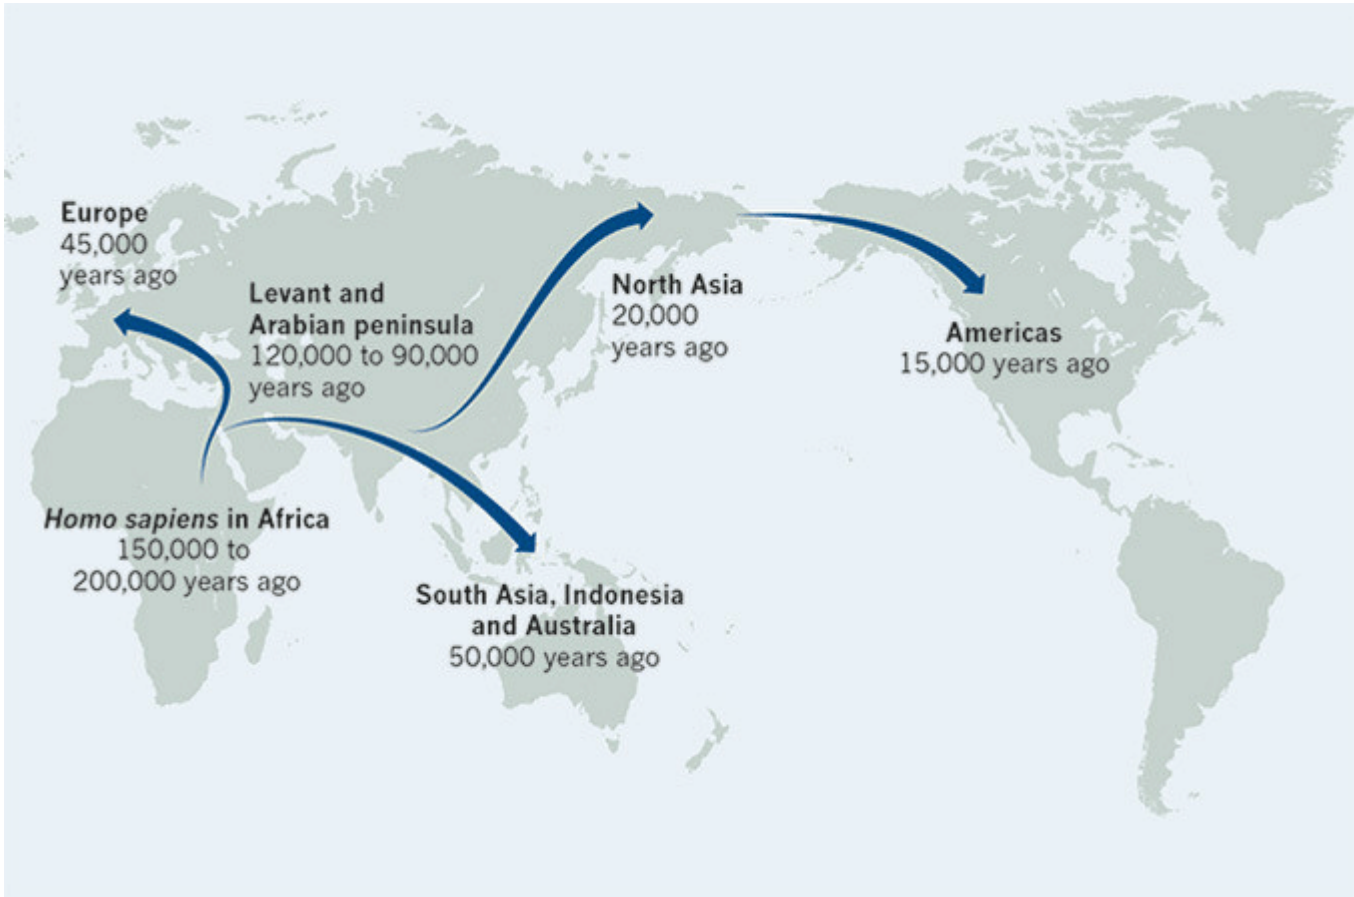 Europe
45,000
years ago
Levant and
Arabian peninsula
120,000 to 90,000
years ago
North Asia
20,000
years ago
Americas
15,000 years ago
Homo sapiens in Africa
150,000 to
200,000 years ago
South Asia, Indonesia
and Australia
50,000 years ago